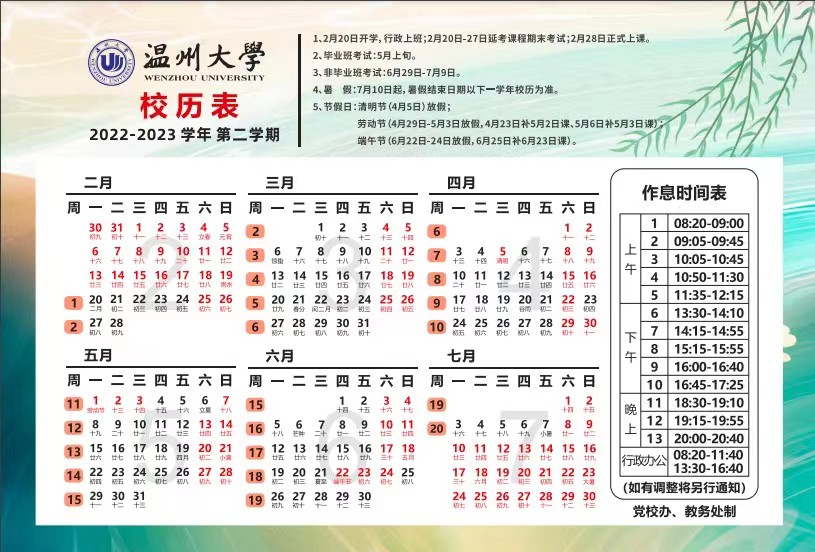 温州大學
WENZHOU UNIVERSITY
校历表
2022-2023 学年 第二学期
1、2月20日开学，行政上班；2月20日-27日延考课程期末考试；2月28日正式上课。
2、毕业班考试：5月上旬。
3、非毕业班考试：6月29日-7月9日。
4、暑 假：7月10日起，暑假结束日期以下一学年校历为准。
5、节假日：清明节（4月5日）放假；
劳动节（4月29日-5月3日放假，4月23日补5月2日课、5月6日补5月3日课）；
端午节（6月22日-24日放假，6月25日补6月23日课）。
二月
周 一 二 三 四 五 六 日
30 31 1 2 3 4 5
初九 初十 十一 十二 十三 立春 元宵
6 7 8 9 10 11 12
十六 十七 十八 十九 二十 廿一 廿二
13 14 15 16 17 18 19
廿三 廿四 廿五 廿六 廿七 廿八 雨水
1 20 21 22 23 24 25 26
二月 初二 初三 初四 初五 初六 初七
2 27 28
初八 初九
2
三月
周 一 二 三 四 五 六 日
2 1 2 3 4 5
初十 十一 十二 十三 十四
3 6 7 8 9 10 11 12
惊蛰 十六 十七 十八 十九 二十 廿一
4 13 14 15 16 17 18 19
廿二 廿三 廿四 廿五 廿六 廿七 廿八
5 20 21 22 23 24 25 26
廿九 春分 闰二月 初二 初三 初四 初五
6 27 28 29 30 31
初六 初七 初八 初九 初十
3
四月
周 一 二 三 四 五 六 日
6 1 2
十一 十二
7 3 4 5 6 7 8 9
十三 十四 清明 十六 十七 十八 十九
8 10 11 12 13 14 15 16
二十 廿一 廿二 廿三 廿四 廿五 廿六
9 17 18 19 20 21 22 23
廿七 廿八 廿九 谷雨 初二 初三 初四
10 24 25 26 27 28 29 30
初五 初六 初七 初八 初九 初十 十一
4
五月
周 一 二 三 四 五 六 日
11 1 2 3 4 5 6 7
劳动节 十三 十四 十五 十六 立夏 十八
12 8 9 10 11 12 13 14
十九 二十 廿一 廿二 廿三 廿四 廿五
13 15 16 17 18 19 20 21
廿六 廿七 廿八 廿九 四月 初二 小满
14 22 23 24 25 26 27 28
初四 初五 初六 初七 初八 初九 初十
15 29 30 31
十一 十二 十三
5
六月
周 一 二 三 四 五 六 日
15 1 2 3 4
十四 十五 十六 十七
16 5 6 7 8 9 10 11
十八 芒种 二十 廿一 廿二 廿三 廿四
17 12 13 14 15 16 17 18
廿五 廿六 廿七 廿八 廿九 三十 五月
18 19 20 21 22 23 24 25
初二 初三 夏至 端午节 初六 初七 初八
19 26 27 28 29 30
初九 初十 十一 十二 十三
6
七月
周 一 二 三 四 五 六 日
19 1 2
十四 十五
20 3 4 5 6 7 8 9
十六 十七 十八 十九 小暑 廿一 廿二
10 11 12 13 14 15 16
廿三 廿四 廿五 廿六 廿七 廿八 廿九
17 18 19 20 21 22 23
三十 六月 初二 初三 初四 初五 大暑
24 25 26 27 28 29 30
初七 初八 初九 初十 十一 十二 十三
7
作息时间表
上午
1 08:20-09:00
2 09:05-09:45
3 10:05-10:45
4 10:50-11:30
5 11:35-12:15
下午
6 13:30-14:10
7 14:15-14:55
8 15:15-15:55
9 16:00-16:40
10 16:45-17:25
晚上
11 18:30-19:10
12 19:15-19:55
13 20:00-20:40
行政办公 08:20-11:40
13:30-16:40
（如有调整将另行通知）
党校办、教务处制